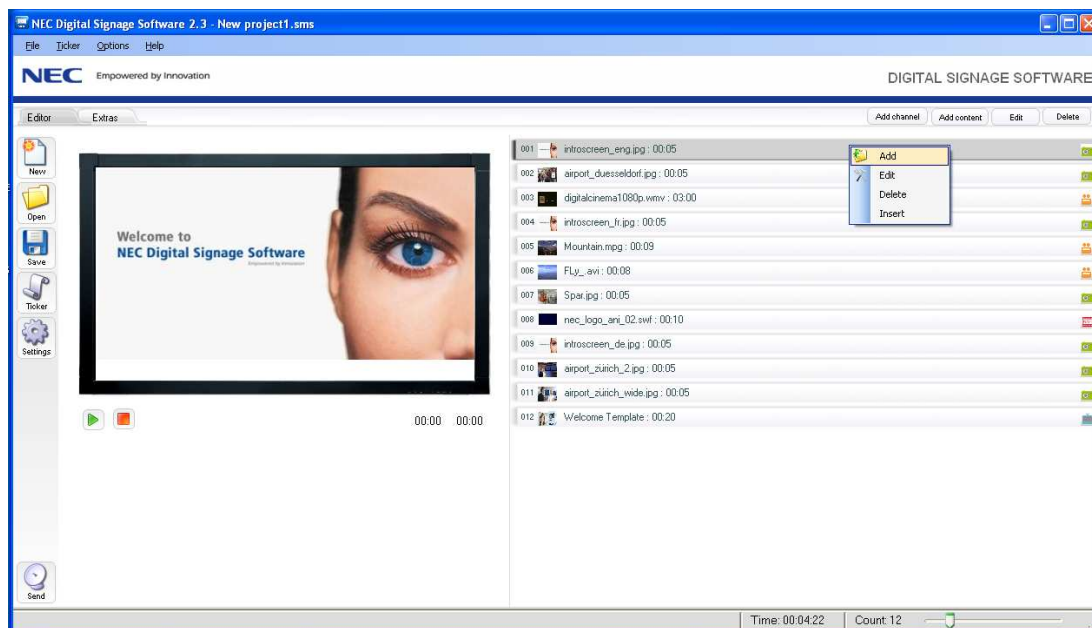 NEC Digital Signage Software 2.3 - New project1.sms
File Ticker Options Help
NEC Empowered by Innovation
DIGITAL SIGNAGE SOFTWARE
Editor Extras
Add channel Add content Edit Delete
New
Open
Save
Ticker
Settings
Send
Welcome to
NEC Digital Signage Software
Empowered by Innovation
00:00 00:00
001 introscreen_eng.jpg : 00:05
002 airport_duesseldorf.jpg : 00:05
003 digitalcinema1080p.wmv : 03:00
004 introscreen_fr.jpg : 00:05
005 Mountain.mpg : 00:09
006 FLy_.avi : 00:08
007 Spar.jpg : 00:05
008 nec_logo_ani_02.swf : 00:10
009 introscreen_de.jpg : 00:05
010 airport_zürich_2.jpg : 00:05
011 airport_zürich_wide.jpg : 00:05
012 Welcome Template : 00:20
Add
Edit
Delete
Insert
Time: 00:04:22 Count 12